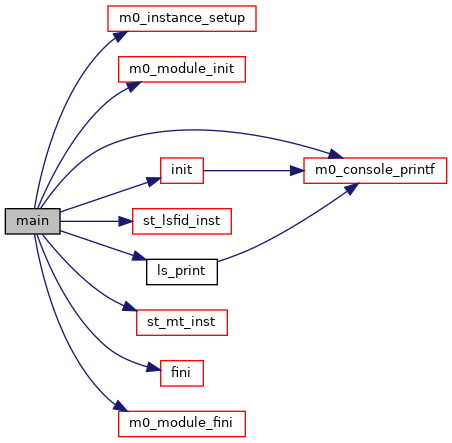 m0_instance_setup
m0_module_init
init
m0_console_printf
main
st_lsfid_inst
ls_print
st_mt_inst
fini
m0_module_fini